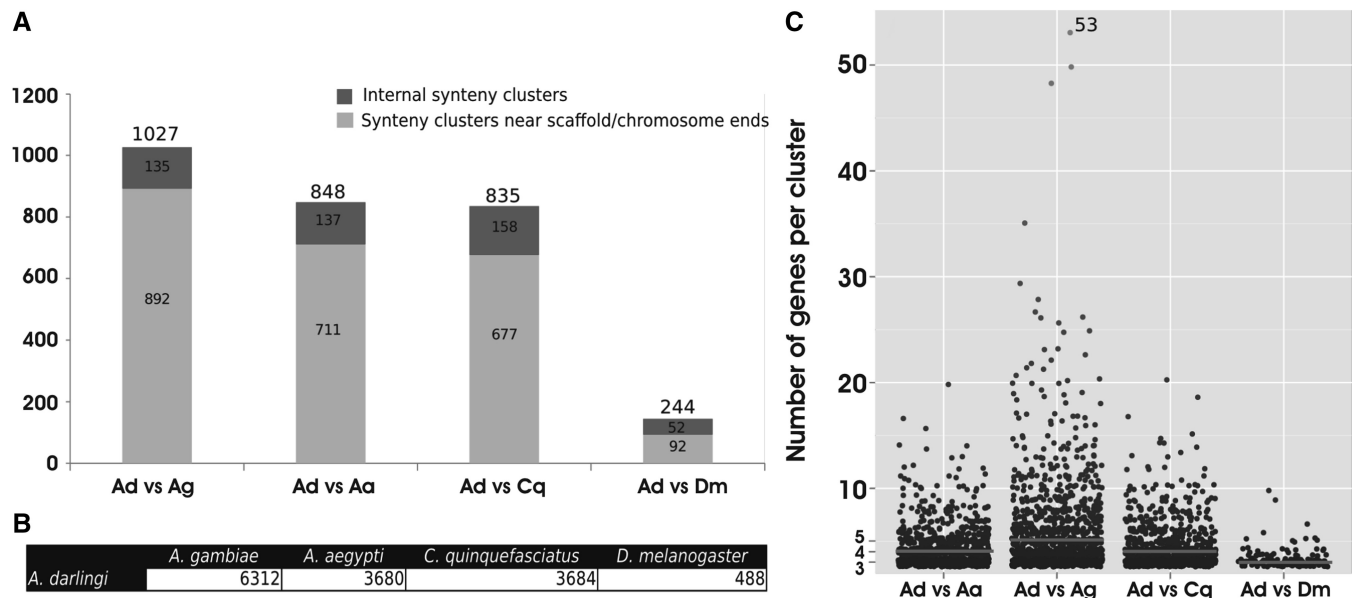 A
1200
1000
800
600
400
200
0
Internal synteny clusters
Synteny clusters near scaffold/chromosome ends
1027
135
892
848
137
711
835
158
677
244
52
92
Ad vs Ag
Ad vs Aa
Ad vs Cq
Ad vs Dm
B
A. gambiae A. aegypti C. quinquefasciatus D. melanogaster
A. darlingi 6312 3680 3684 488
C
Number of genes per cluster
50
40
30
20
10
5
4
3
53
Ad vs Aa
Ad vs Ag
Ad vs Cq
Ad vs Dm